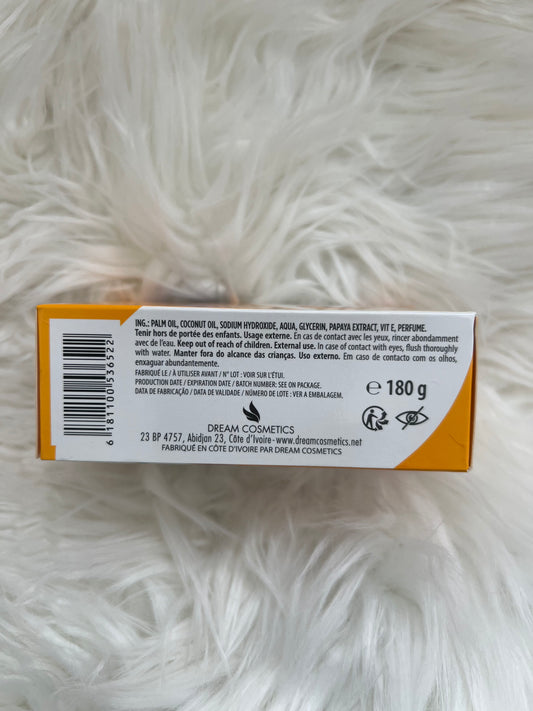 ING.: PALM OIL, COCONUT OIL, SODIUM HYDROXIDE, AQUA, GLYCERIN, PAPAYA EXTRACT, VIT E, PERFUME.
Tenir hors de portée des enfants. Usage externe. En cas de contact avec les yeux, rincer abondamment
avec de l'eau. Keep out of reach of children. External use. In case of contact with eyes, flush thoroughly
with water. Manter fora do alcance das crianças. Uso externo. Em caso de contacto com os olhos,
enxaguar abundantemente.
FABRIQUÉ LE / À UTILISER AVANT / N° LOT : VOIR SUR L'ÉTUI.
PRODUCTION DATE / EXPIRATION DATE / BATCH NUMBER: SEE ON PACKAGE.
DATA DE FABRICAÇÃO / DATA DE VALIDADE / NÚMERO DE LOTE : VER A EMBALAGEM.
℮ 180 g
6 181100 536522
DREAM COSMETICS
23 BP 4757, Abidjan 23, Côte d'Ivoire - www.dreamcosmetics.net
FABRIQUÉ EN CÔTE D'IVOIRE PAR DREAM COSMETICS